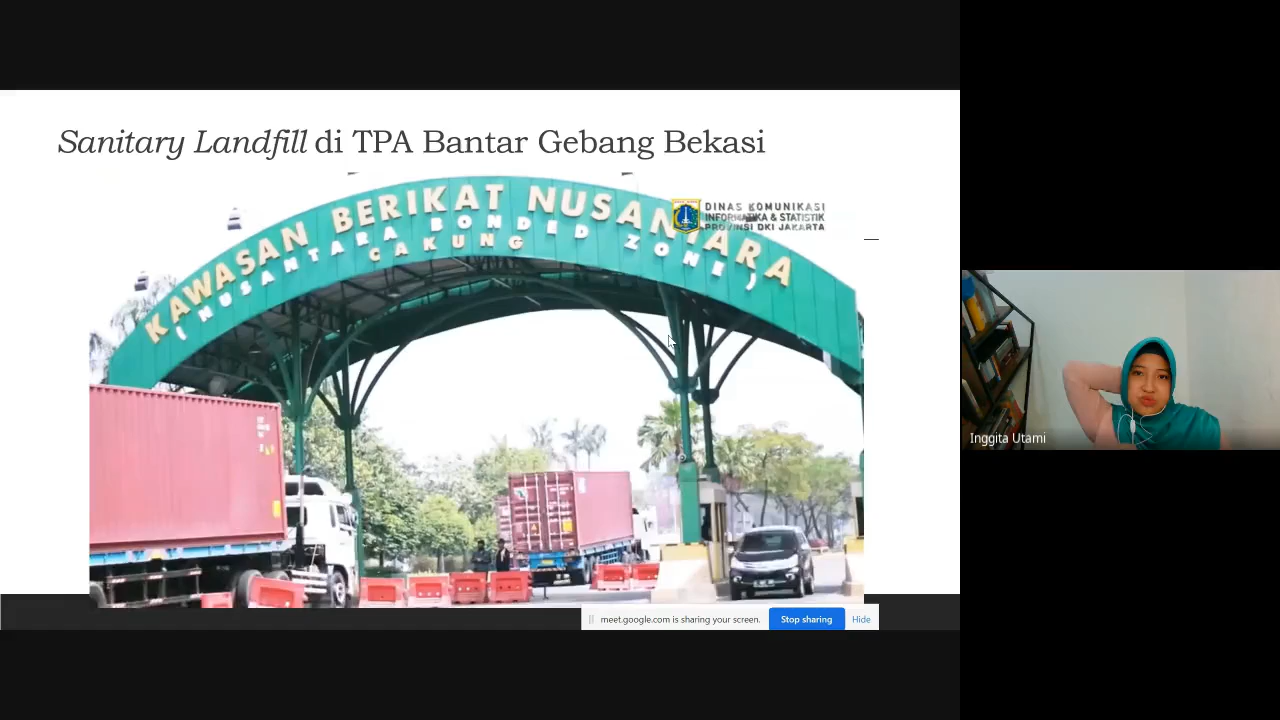 Sanitary Landfill di TPA Bantar Gebang Bekasi
KAWASAN BERIKAT NUSANTARA
( NUSANTARA BONDED ZONE )
CAKUNG
DINAS KOMUNIKASI
INFORMATIKA & STATISTIK
PROVINSI DKI JAKARTA
Inggita Utami
meet.google.com is sharing your screen.
Stop sharing
Hide